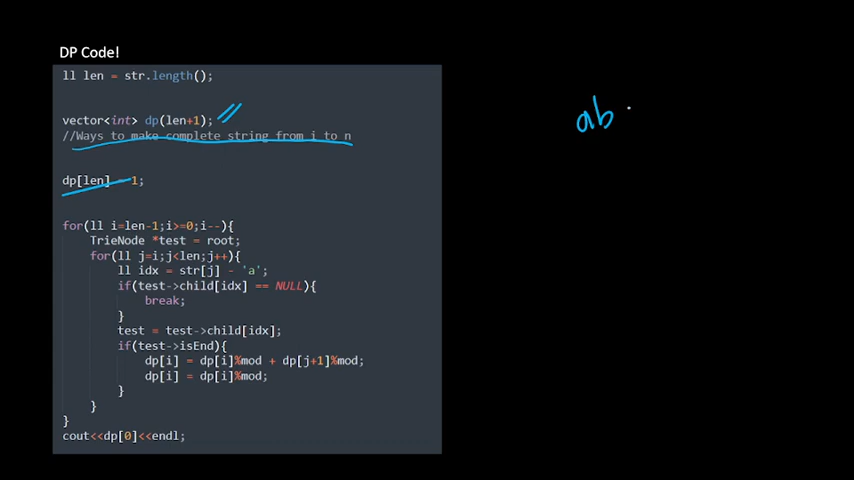 DP Code!
ll len = str.length();
vector<int> dp(len+1);
//Ways to make complete string from i to n
dp[len] = 1;
for(ll i=len-1;i>=0;i--){
TrieNode *test = root;
for(ll j=i;j<len;j++){
ll idx = str[j] - 'a';
if(test->child[idx] == NULL){
break;
}
test = test->child[idx];
if(test->isEnd){
dp[i] = dp[i]%mod + dp[j+1]%mod;
dp[i] = dp[i]%mod;
}
}
}
cout<<dp[0]<<endl;
ab